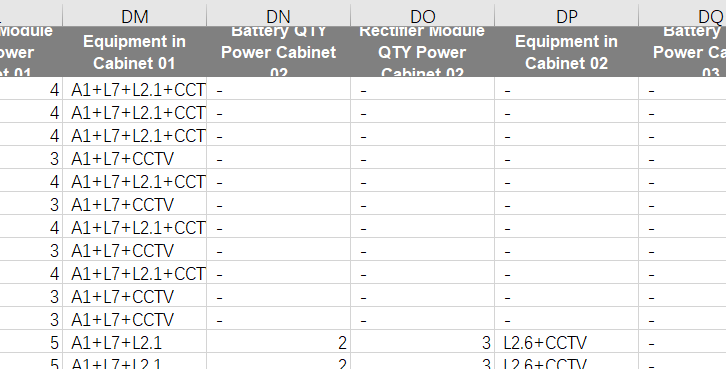 DM DN DO DP DQ
Module Power Cabinet 01
Equipment in Cabinet 01
Battery QTY Power Cabinet 02
Rectifier Module QTY Power Cabinet 02
Equipment in Cabinet 02
Battery Power Ca 03
4 A1+L7+L2.1+CCT - - - -
4 A1+L7+L2.1+CCT - - - -
4 A1+L7+L2.1+CCT - - - -
3 A1+L7+CCTV - - - -
4 A1+L7+L2.1+CCT - - - -
3 A1+L7+CCTV - - - -
4 A1+L7+L2.1+CCT - - - -
3 A1+L7+CCTV - - - -
4 A1+L7+L2.1+CCT - - - -
3 A1+L7+CCTV - - - -
3 A1+L7+CCTV - - - -
5 A1+L7+L2.1 2 3 L2.6+CCTV -
5 A1+L7+L2.1 2 3 L2.6+CCTV -